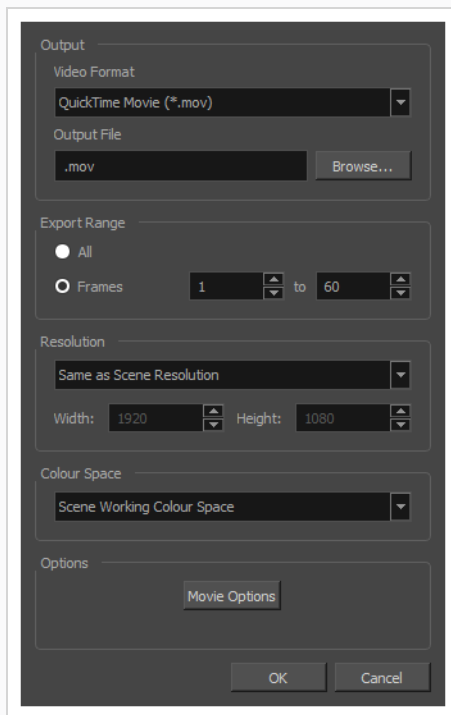 Output
Video Format
QuickTime Movie (*.mov)
Output File
.mov Browse...
Export Range
All
Frames 1 to 60
Resolution
Same as Scene Resolution
Width: 1920 Height: 1080
Colour Space
Scene Working Colour Space
Options
Movie Options
OK Cancel